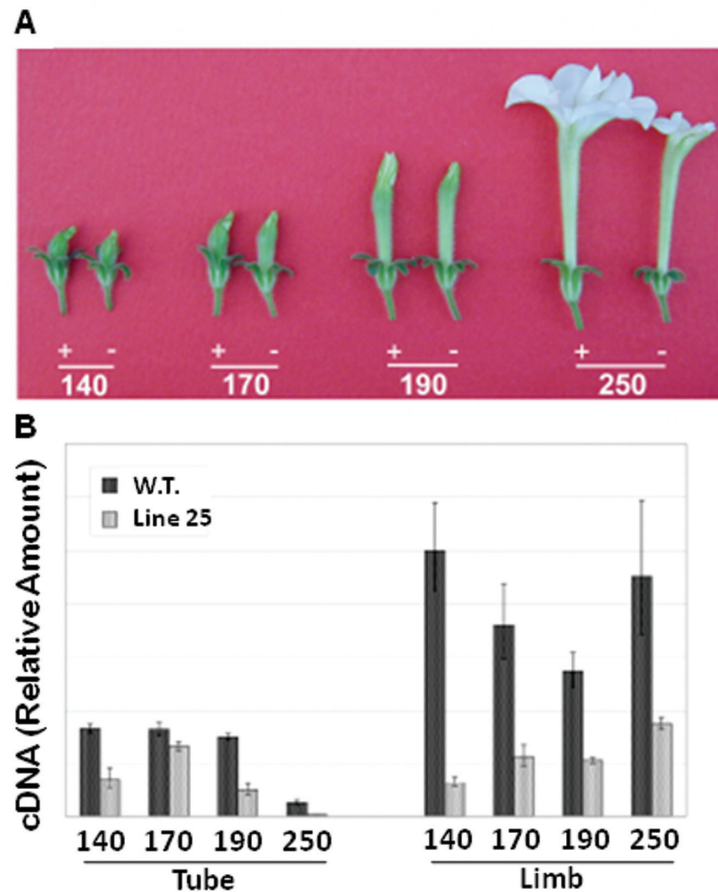 A
+ - + - + - + -
140 170 190 250
B
cDNA (Relative Amount)
W.T.
Line 25
140 170 190 250 140 170 190 250
Tube Limb